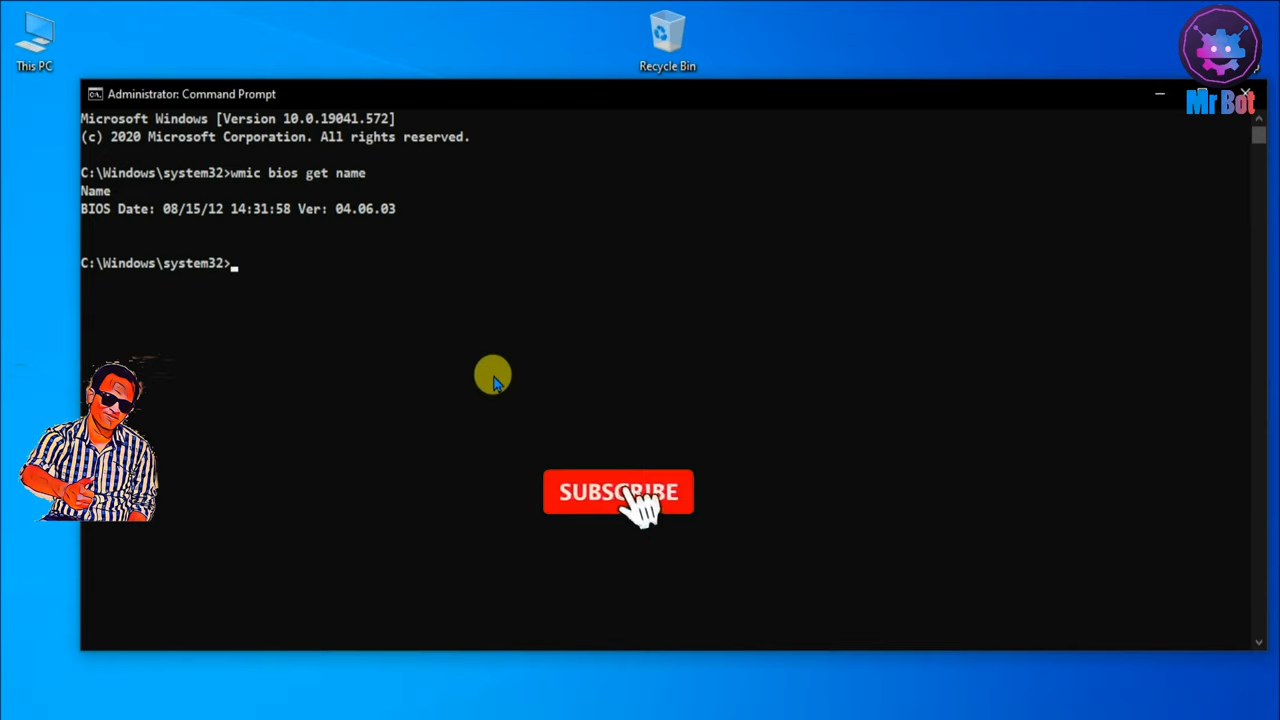 This PC
Recycle Bin
Mr Bot
Administrator: Command Prompt
Microsoft Windows [Version 10.0.19041.572]
(c) 2020 Microsoft Corporation. All rights reserved.
C:\Windows\system32>wmic bios get name
Name
BIOS Date: 08/15/12 14:31:58 Ver: 04.06.03
C:\Windows\system32>
SUBSCRIBE